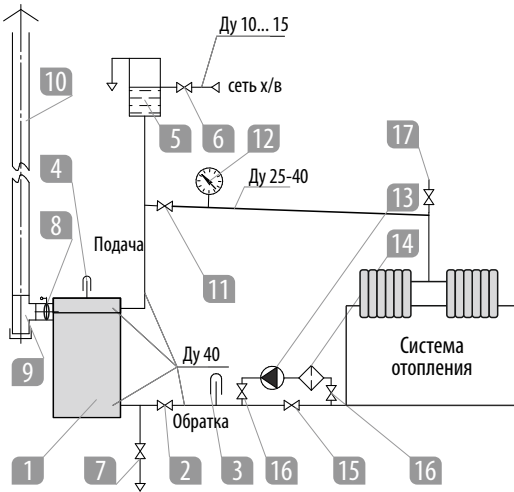 Ду 10... 15
10
сеть х/в
5
6
12
17
4
13
Ду 25-40
8
14
Подача
11
9
Ду 40
Система
отопления
Обратка
1
7
2
3
16
15
16